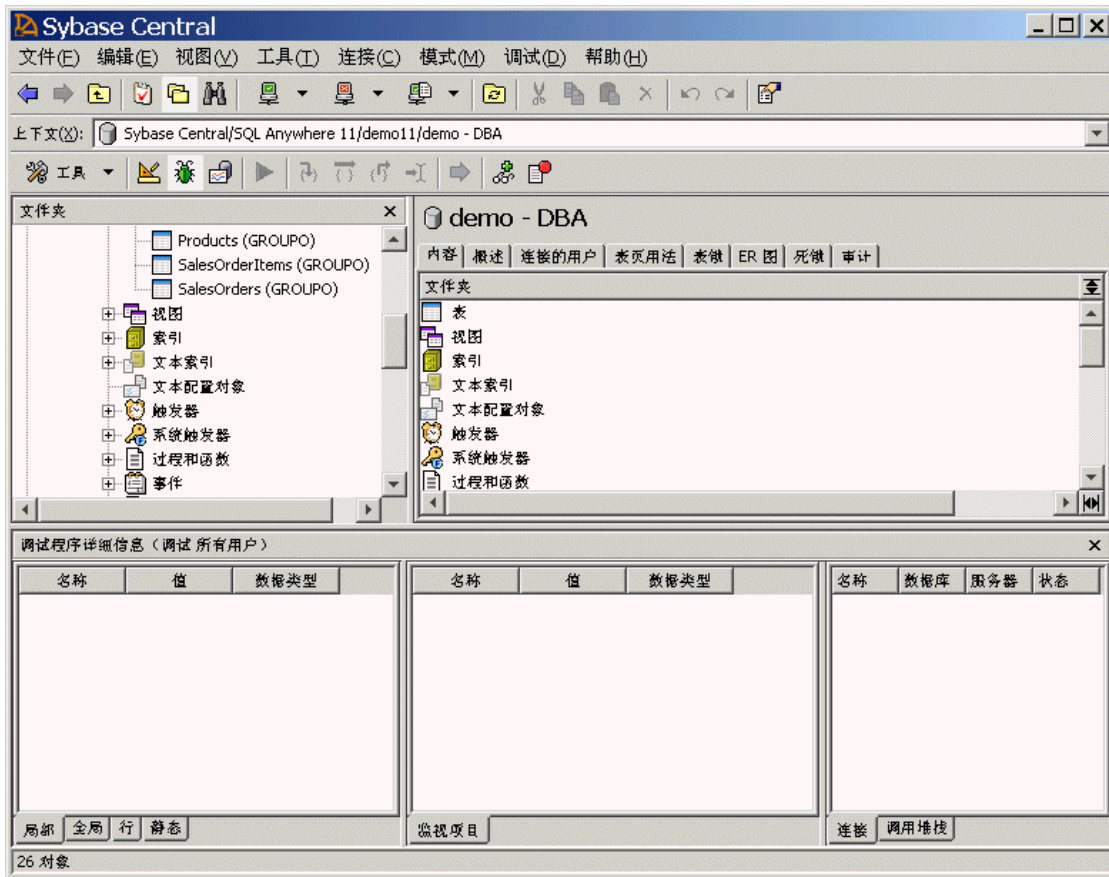 Sybase Central
文件(F) 编辑(E) 视图(V) 工具(T) 连接(C) 模式(M) 调试(D) 帮助(H)
上下文(X): Sybase Central/SQL Anywhere 11/demo11/demo - DBA
工具
文件夹
Products (GROUPO)
SalesOrderItems (GROUPO)
SalesOrders (GROUPO)
视图
索引
文本索引
文本配置对象
触发器
系统触发器
过程和函数
事件
demo - DBA
内容 概述 连接的用户 表页用法 表锁 ER 图 死锁 审计
文件夹
表
视图
索引
文本索引
文本配置对象
触发器
系统触发器
过程和函数
调试程序详细信息（调试 所有用户）
名称 值 数据类型
名称 值 数据类型
名称 数据库 服务器 状态
局部 全局 行 静态
监视项目
连接 调用堆栈
26 对象